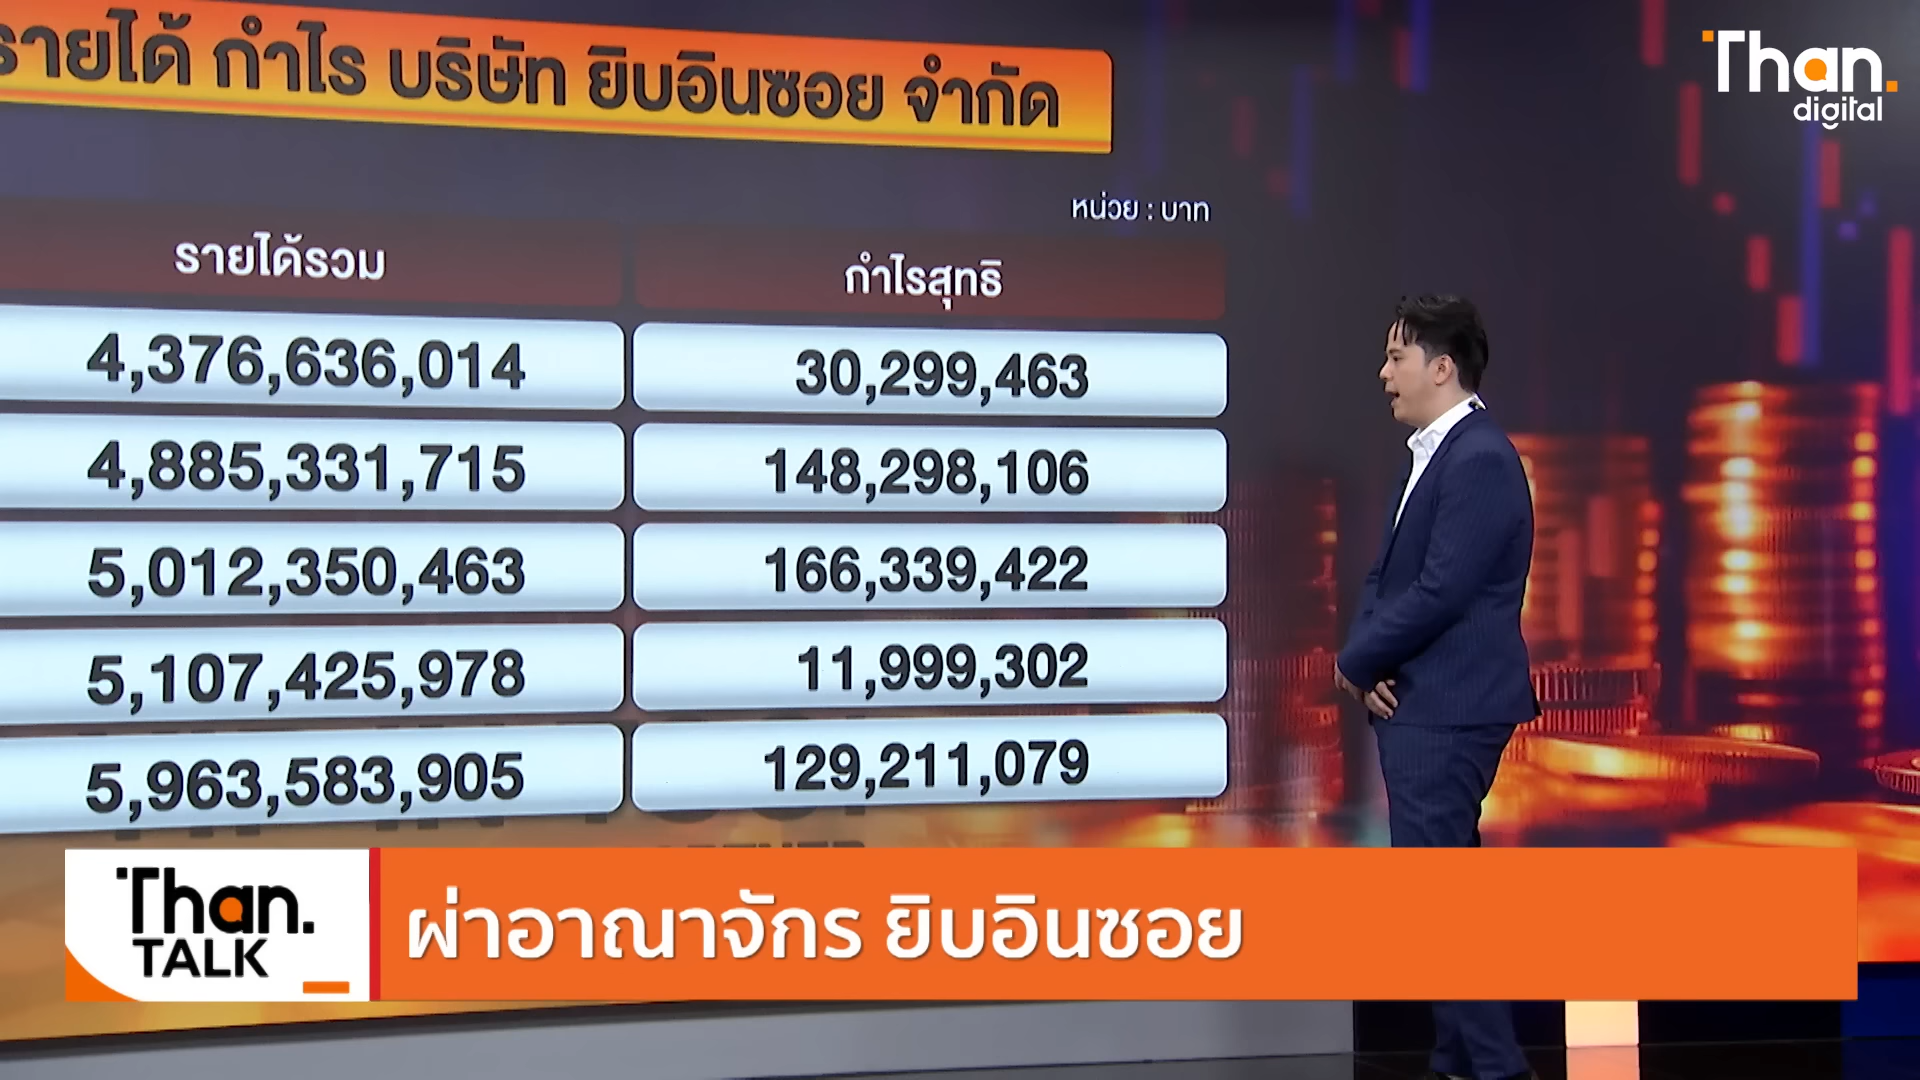 รายได้ กำไร บริษัท ยิบอินซอย จำกัด
Than.
digital
หน่วย : บาท
รายได้รวม กำไรสุทธิ
4,376,636,014 30,299,463
4,885,331,715 148,298,106
5,012,350,463 166,339,422
5,107,425,978 11,999,302
5,963,583,905 129,211,079
Than.
TALK
ผ่าอาณาจักร ยิบอินซอย